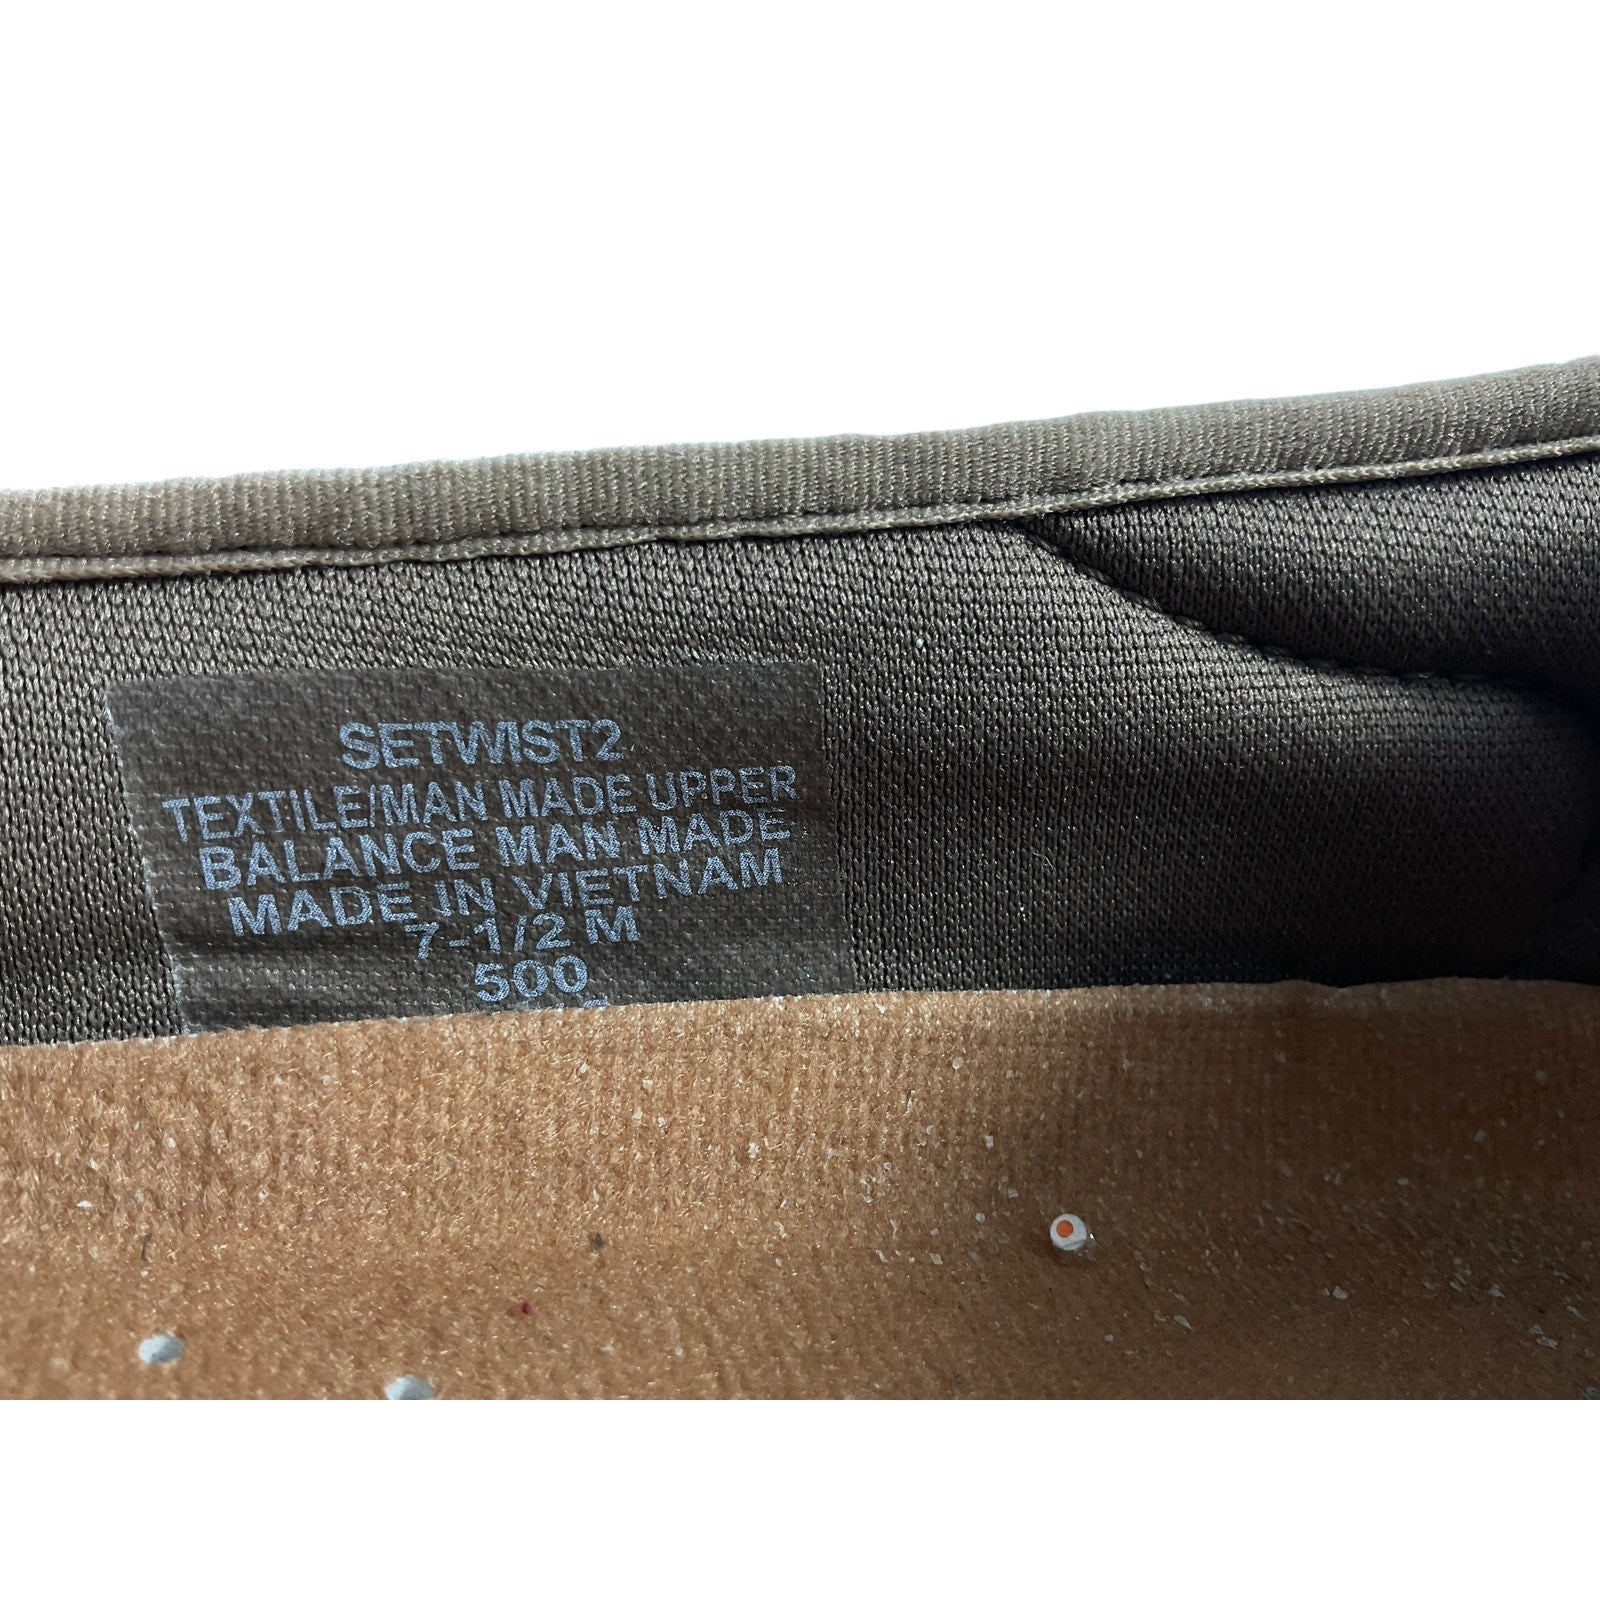 SETWIST2
TEXTILE/MAN MADE UPPER
BALANCE MAN MADE
MADE IN VIETNAM
7-1/2 M
500